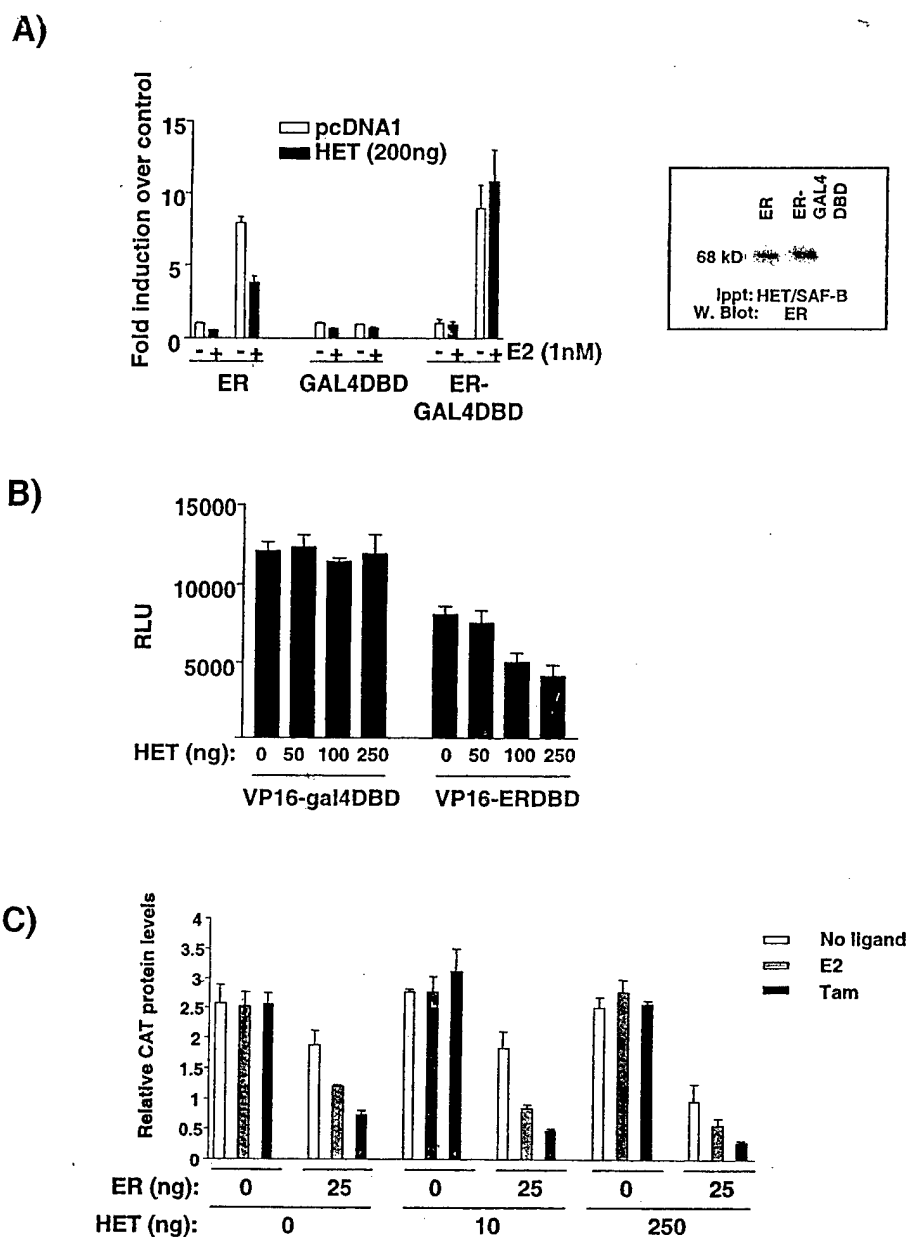 A)
Fold induction over control
15
10
5
0
pcDNA1
HET (200ng)
- + - + - + - + - + - + E2 (1nM)
ER GAL4DBD ER-
GAL4DBD
ER ER- GAL4 DBD
68 kD
Ippt: HET/SAF-B
W. Blot: ER
B)
RLU
15000
10000
5000
HET (ng): 0 50 100 250 0 50 100 250
VP16-gal4DBD VP16-ERDBD
C)
Relative CAT protein levels
4
3.5
3
2.5
2
1.5
1
0.5
0
No ligand
E2
Tam
ER (ng): 0 25 0 25 0 25
HET (ng): 0 10 250